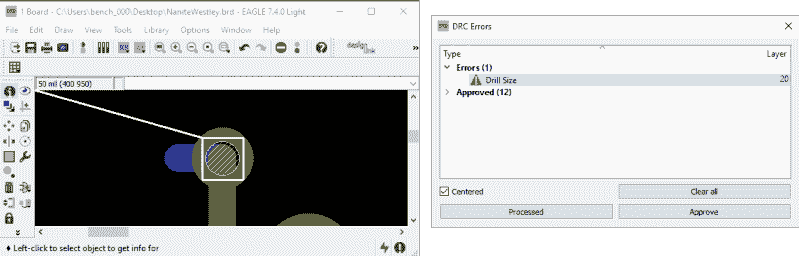 1 Board - C:\Users\bench_000\Desktop\NaniteWestley.brd - EAGLE 7.4.0 Light
File Edit Draw View Tools Library Options Window Help
design
link
50 mil (400 950)
Left-click to select object to get info for
DRC Errors
Type Layer
Errors (1)
Drill Size 20
Approved (12)
Centered
Clear all
Processed
Approve